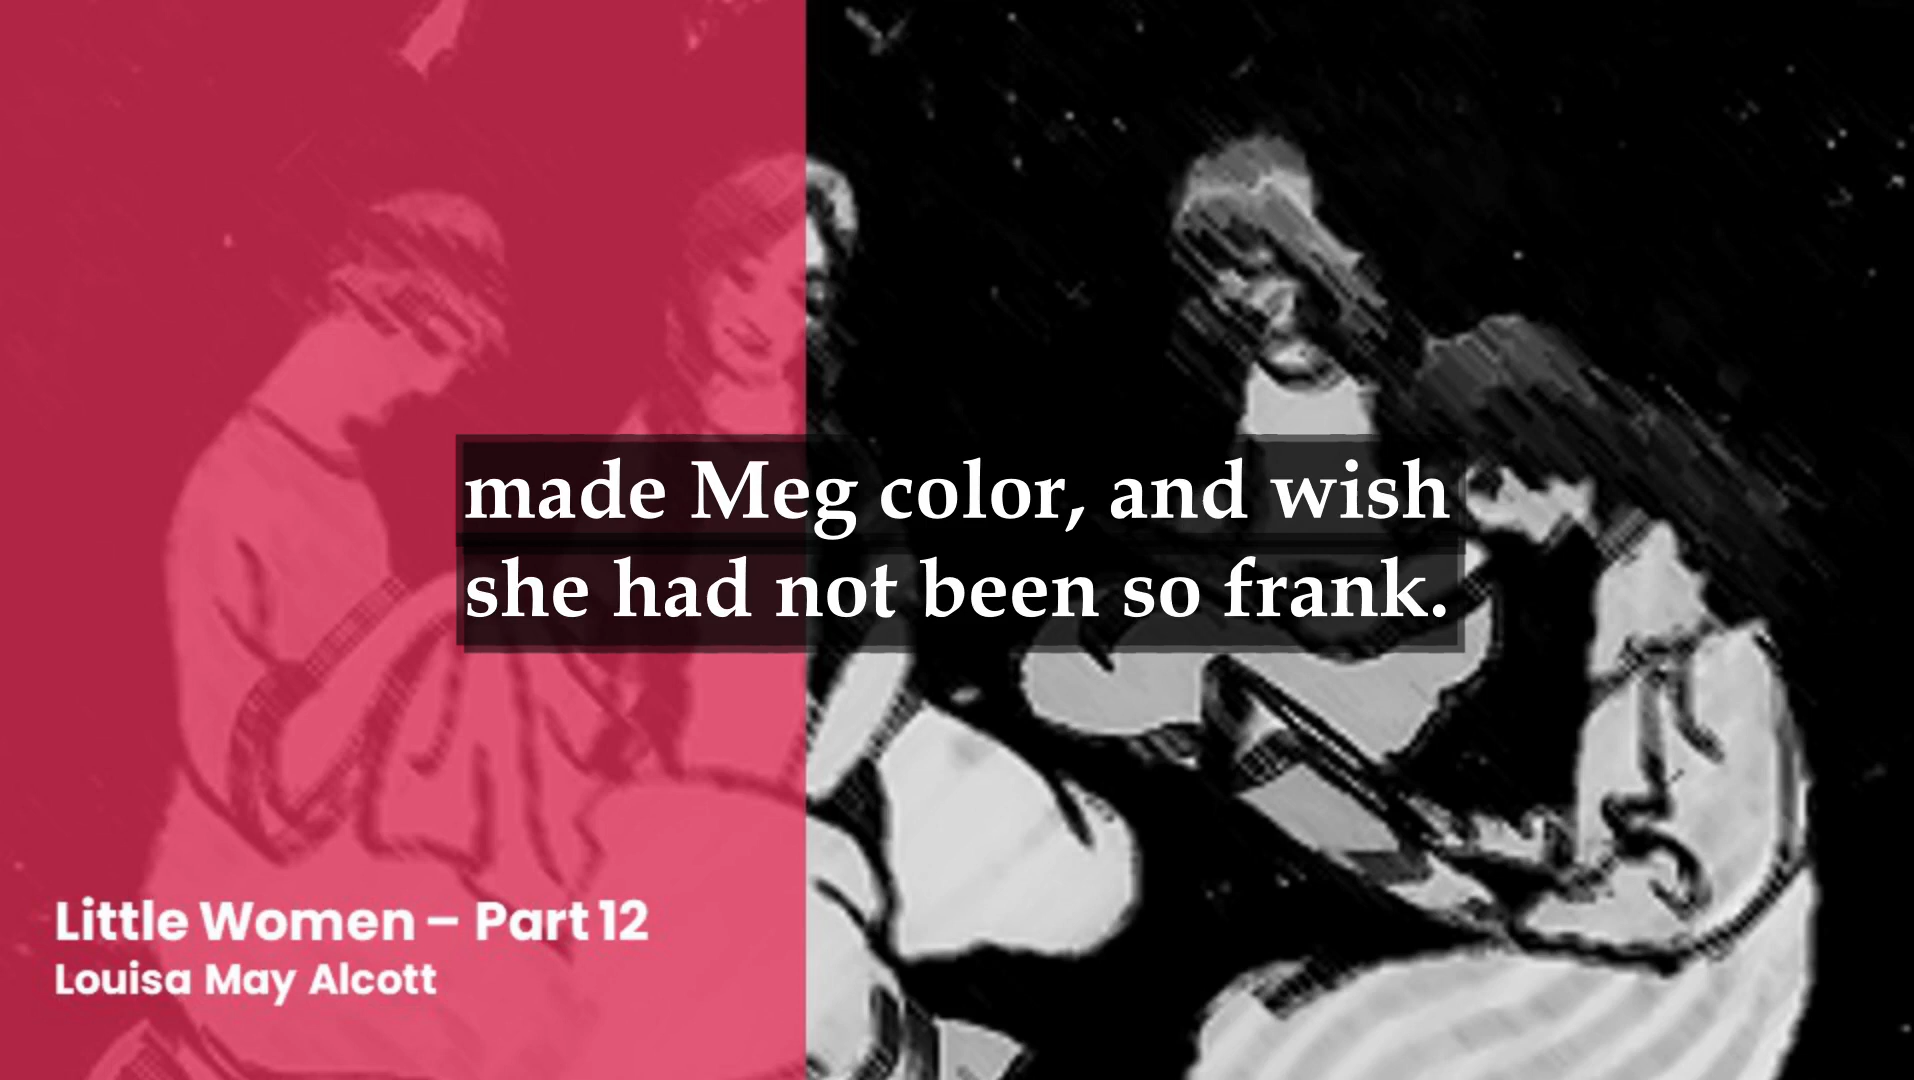 made Meg color, and wish
she had not been so frank.
Little Women – Part 12
Louisa May Alcott